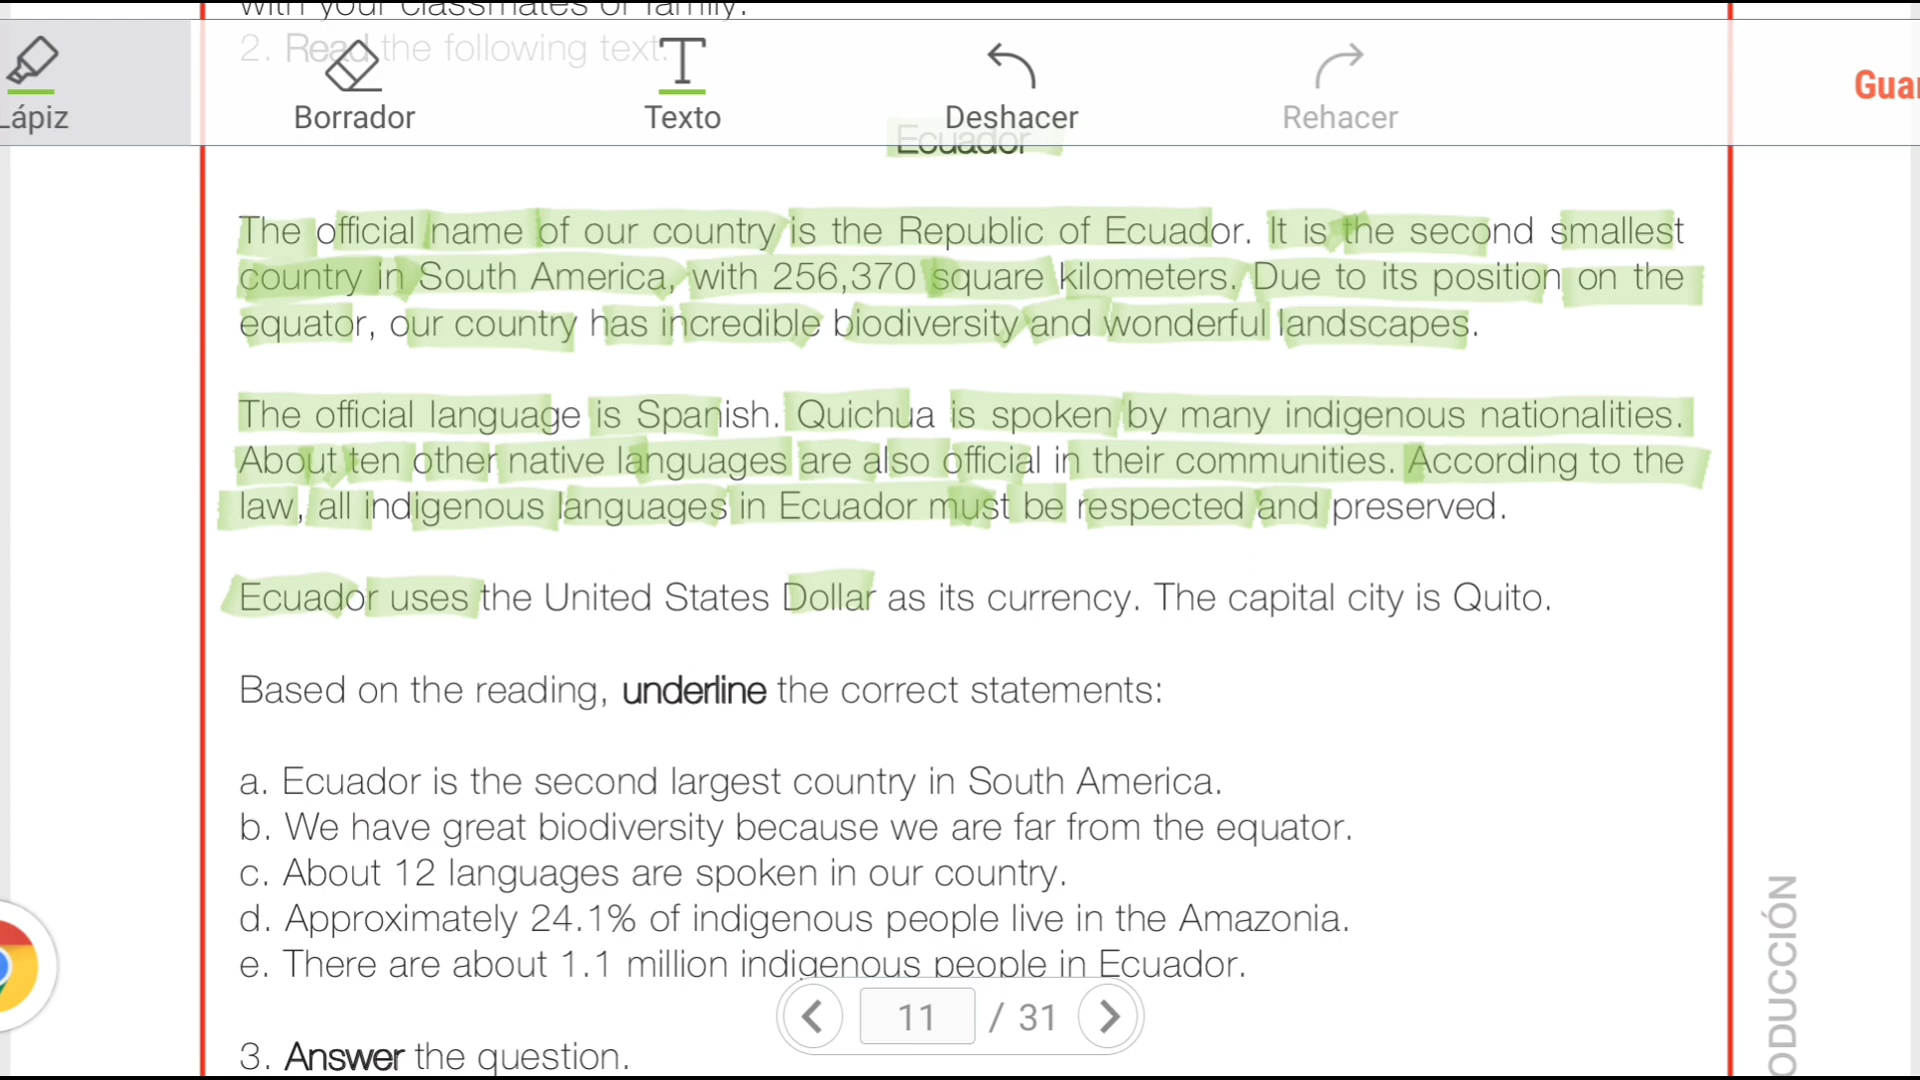 with your classmates or family.
2. Read the following text.
Lápiz
Borrador
Texto
Deshacer
Rehacer
Ecuador
The official name of our country is the Republic of Ecuador. It is the second smallest
country in South America, with 256,370 square kilometers. Due to its position on the
equator, our country has incredible biodiversity and wonderful landscapes.
The official language is Spanish. Quichua is spoken by many indigenous nationalities.
About ten other native languages are also official in their communities. According to the
law, all indigenous languages in Ecuador must be respected and preserved.
Ecuador uses the United States Dollar as its currency. The capital city is Quito.
Based on the reading, underline the correct statements:
a. Ecuador is the second largest country in South America.
b. We have great biodiversity because we are far from the equator.
c. About 12 languages are spoken in our country.
d. Approximately 24.1% of indigenous people live in the Amazonia.
e. There are about 1.1 million indigenous people in Ecuador.
11 / 31
3. Answer the question.